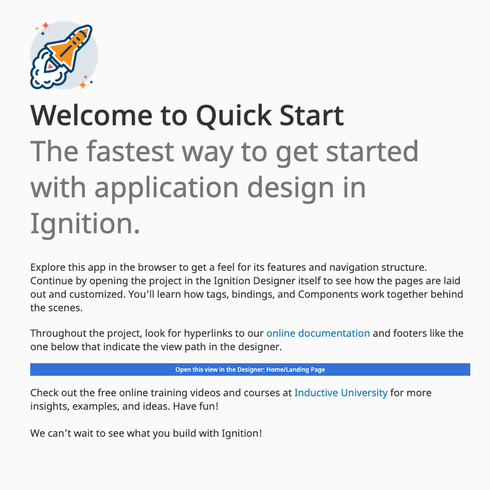 Welcome to Quick Start
The fastest way to get started
with application design in
Ignition.
Explore this app in the browser to get a feel for its features and navigation structure.
Continue by opening the project in the Ignition Designer itself to see how the pages are laid
out and customized. You'll learn how tags, bindings, and Components work together behind
the scenes.
Throughout the project, look for hyperlinks to our online documentation and footers like the
one below that indicate the view path in the designer.
Open this view in the Designer: Home/Landing Page
Check out the free online training videos and courses at Inductive University for more
insights, examples, and ideas. Have fun!
We can't wait to see what you build with Ignition!